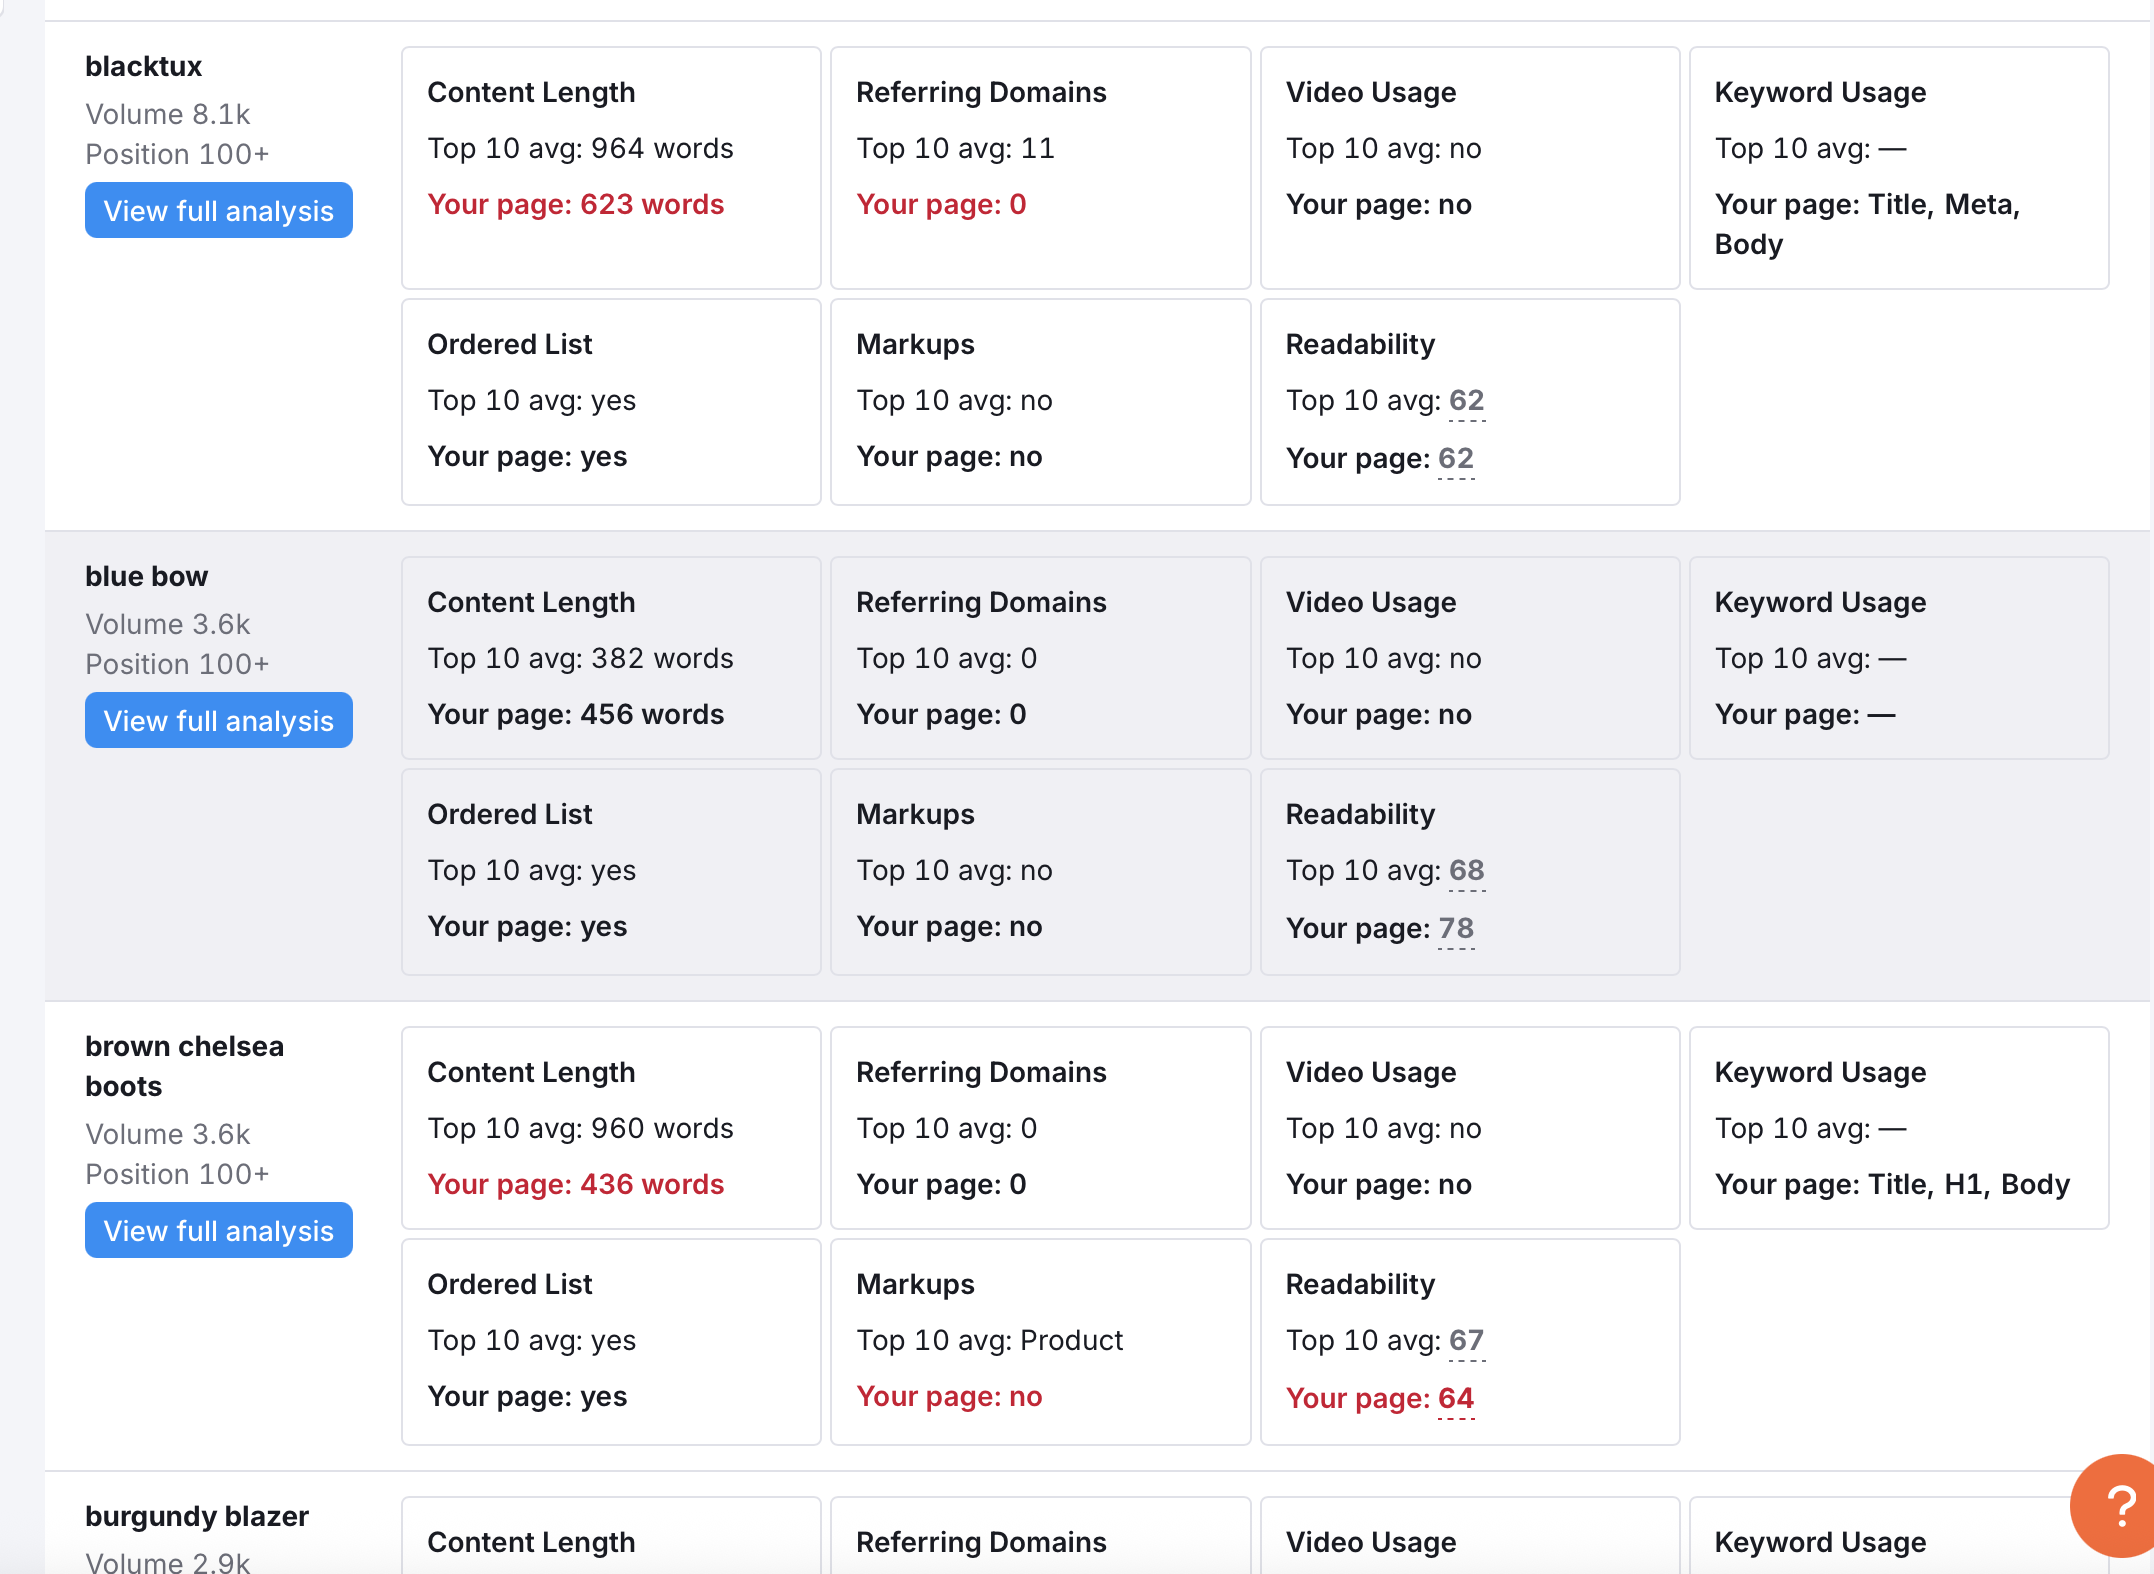 blacktux
Volume 8.1k
Position 100+
View full analysis
Content Length
Top 10 avg: 964 words
Your page: 623 words
Referring Domains
Top 10 avg: 11
Your page: 0
Video Usage
Top 10 avg: no
Your page: no
Keyword Usage
Top 10 avg: —
Your page: Title, Meta,
Body
Ordered List
Top 10 avg: yes
Your page: yes
Markups
Top 10 avg: no
Your page: no
Readability
Top 10 avg: 62
Your page: 62
blue bow
Volume 3.6k
Position 100+
View full analysis
Content Length
Top 10 avg: 382 words
Your page: 456 words
Referring Domains
Top 10 avg: 0
Your page: 0
Video Usage
Top 10 avg: no
Your page: no
Keyword Usage
Top 10 avg: —
Your page: —
Ordered List
Top 10 avg: yes
Your page: yes
Markups
Top 10 avg: no
Your page: no
Readability
Top 10 avg: 68
Your page: 78
brown chelsea
boots
Volume 3.6k
Position 100+
View full analysis
Content Length
Top 10 avg: 960 words
Your page: 436 words
Referring Domains
Top 10 avg: 0
Your page: 0
Video Usage
Top 10 avg: no
Your page: no
Keyword Usage
Top 10 avg: —
Your page: Title, H1, Body
Ordered List
Top 10 avg: yes
Your page: yes
Markups
Top 10 avg: Product
Your page: no
Readability
Top 10 avg: 67
Your page: 64
burgundy blazer
Volume 2.9k
Content Length
Referring Domains
Video Usage
Keyword Usage
?